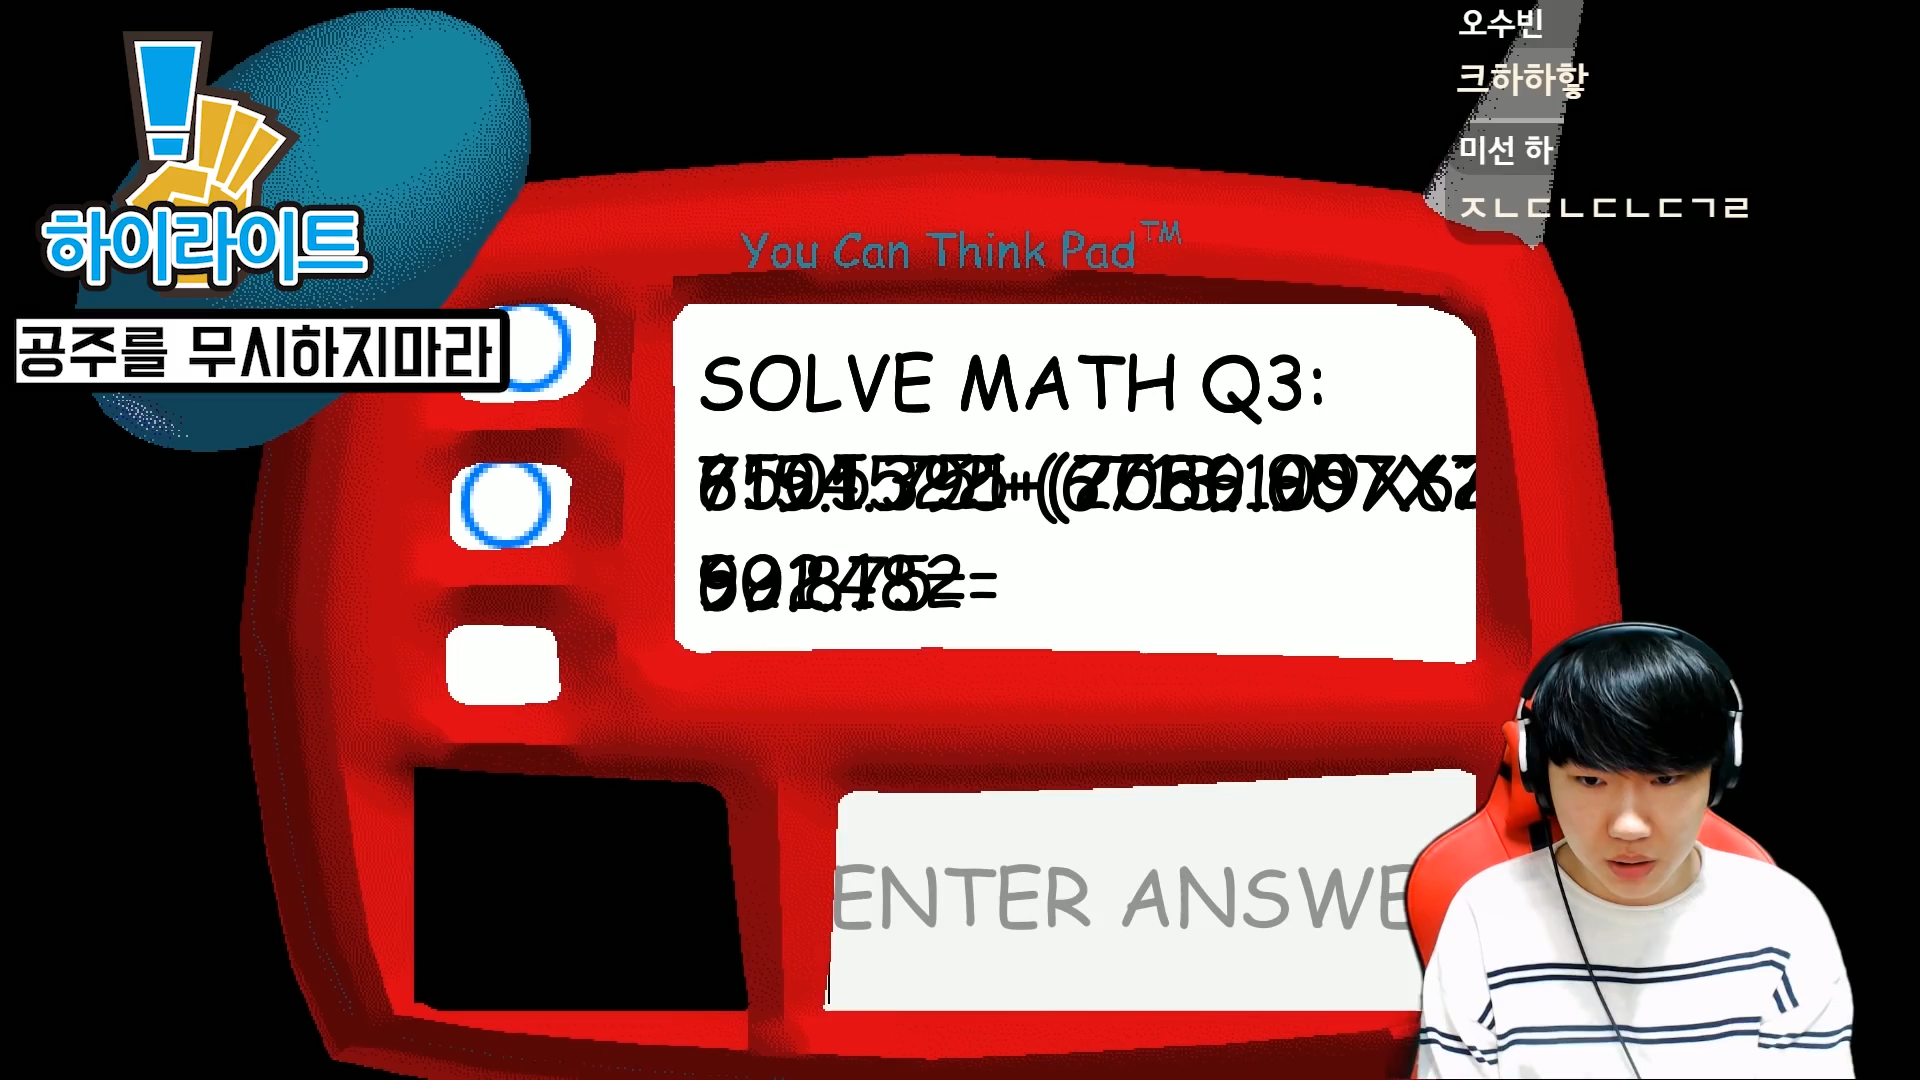 오수빈
크하하핳
미선 하
ㅈㄴㄷㄴㄷㄴㄷㄱㄹ
!
하이라이트
You Can Think Pad™
공주를 무시하지마라
SOLVE MATH Q3:
ENTER ANSWE